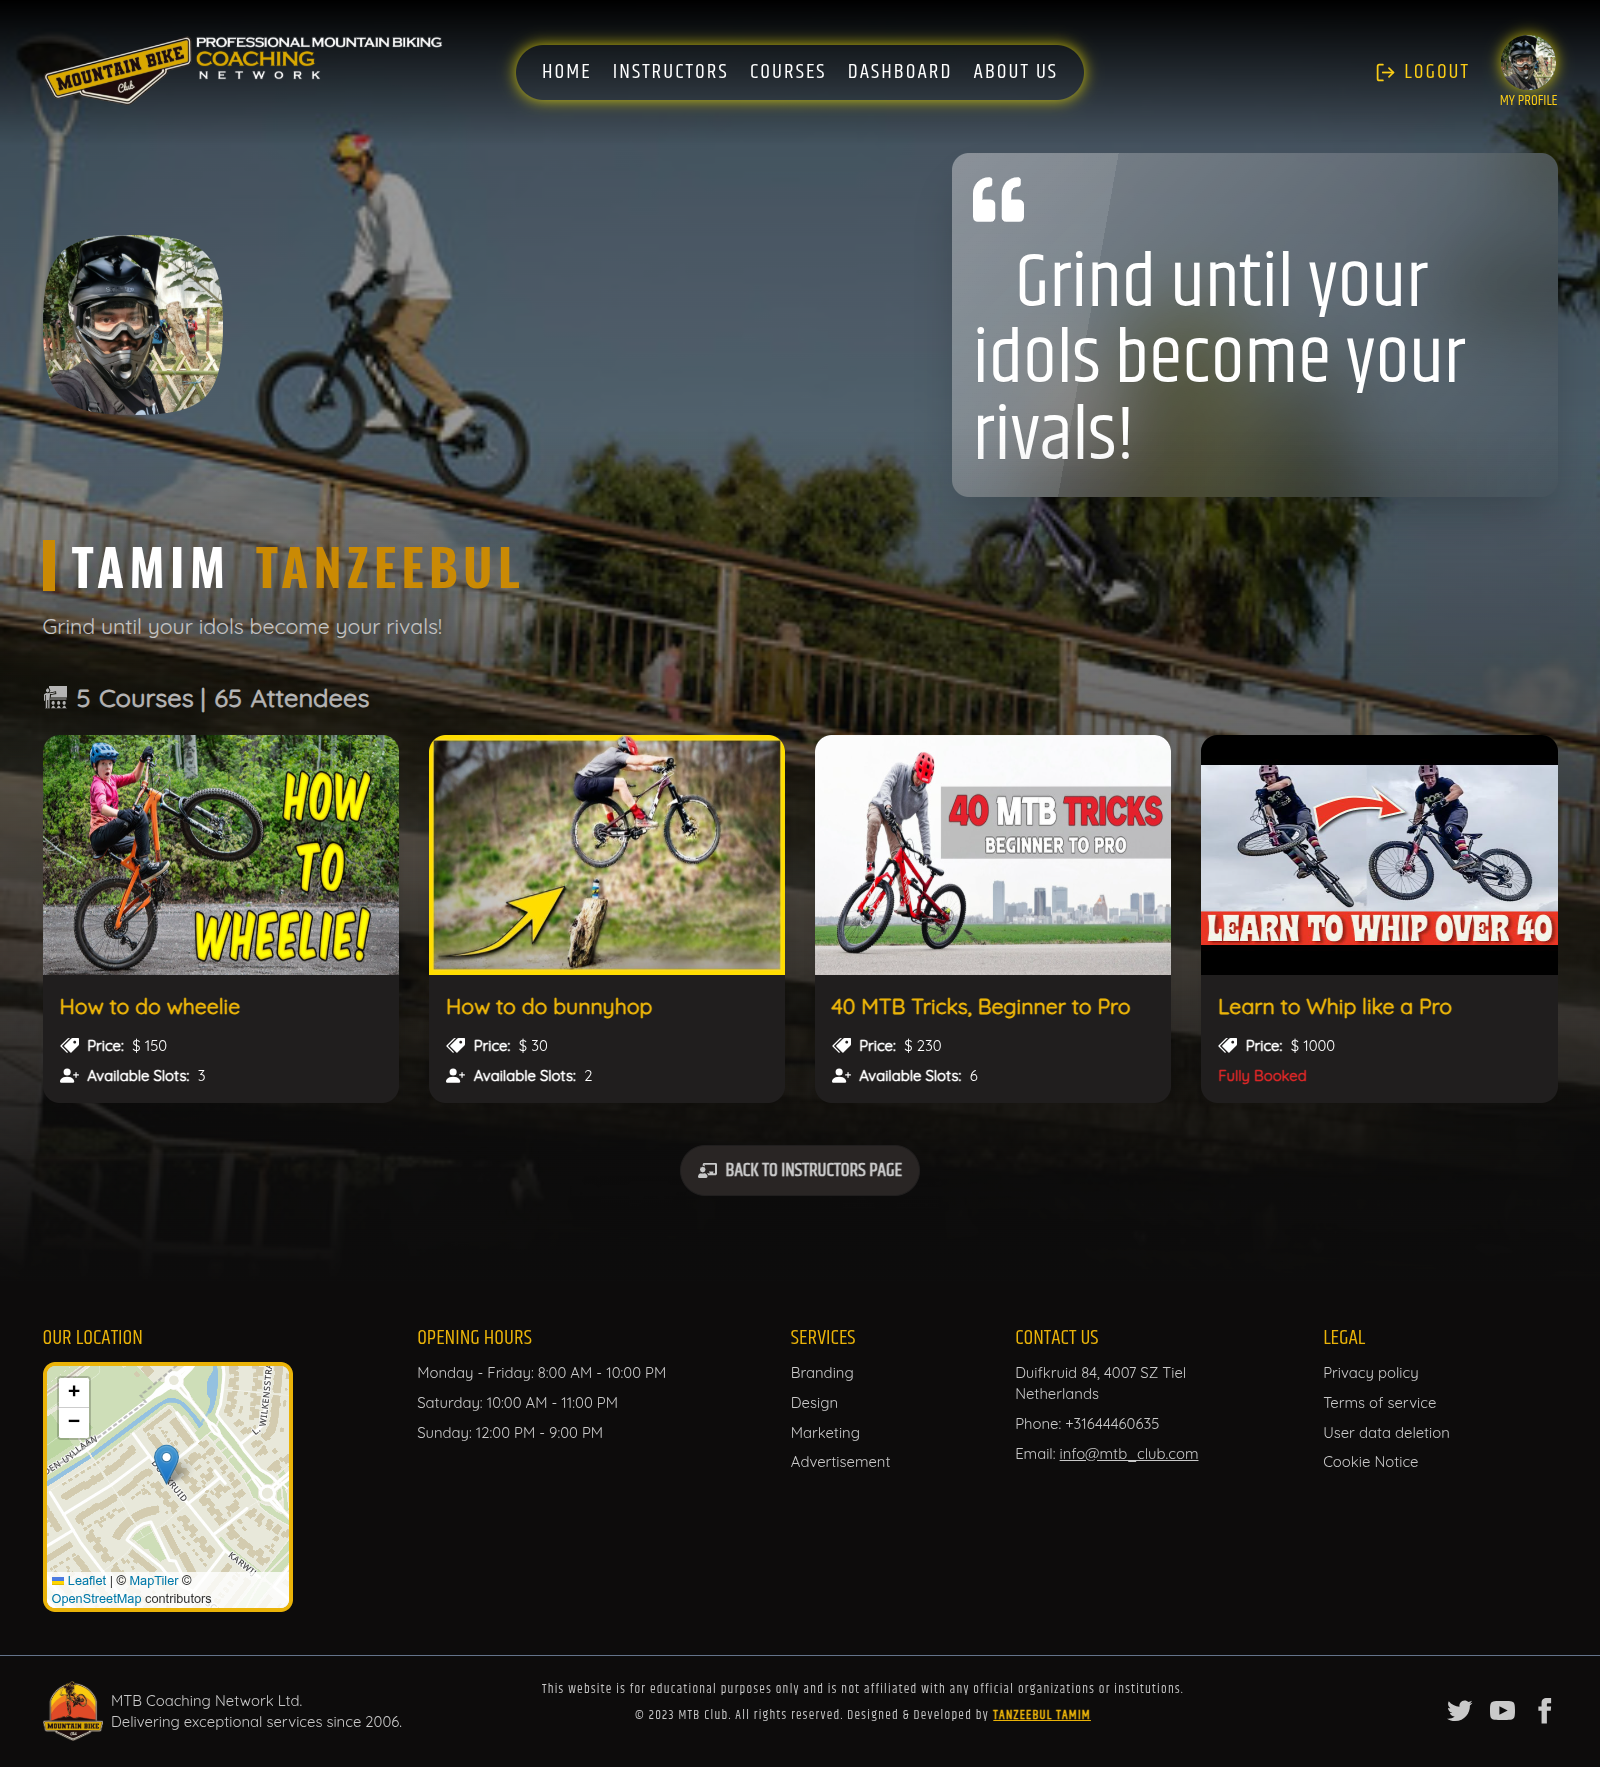 MOUNTAIN BIKE
Club
PROFESSIONAL MOUNTAIN BIKING
COACHING
NETWORK
HOME INSTRUCTORS COURSES DASHBOARD ABOUT US
LOGOUT
MY PROFILE
“
Grind until your
idols become your
rivals!
TAMIM TANZEEBUL
Grind until your idols become your rivals!
5 Courses | 65 Attendees
HOW
TO
WHEELIE!
40 MTB TRICKS
BEGINNER TO PRO
LEARN TO WHIP OVER 40
How to do wheelie
Price: $ 150
Available Slots: 3
How to do bunnyhop
Price: $ 30
Available Slots: 2
40 MTB Tricks, Beginner to Pro
Price: $ 230
Available Slots: 6
Learn to Whip like a Pro
Price: $ 1000
Fully Booked
BACK TO INSTRUCTORS PAGE
OUR LOCATION
+
−
DEN-UYLLAAN
L. WILKENSSTRA
KARWI
Leaflet | © MapTiler ©
OpenStreetMap contributors
OPENING HOURS
Monday - Friday: 8:00 AM - 10:00 PM
Saturday: 10:00 AM - 11:00 PM
Sunday: 12:00 PM - 9:00 PM
SERVICES
Branding
Design
Marketing
Advertisement
CONTACT US
Duifkruid 84, 4007 SZ Tiel
Netherlands
Phone: +31644460635
Email: info@mtb_club.com
LEGAL
Privacy policy
Terms of service
User data deletion
Cookie Notice
MOUNTAIN BIKE
Club
MTB Coaching Network Ltd.
Delivering exceptional services since 2006.
This website is for educational purposes only and is not affiliated with any official organizations or institutions.
© 2023 MTB Club. All rights reserved. Designed & Developed by TANZEEBUL TAMIM